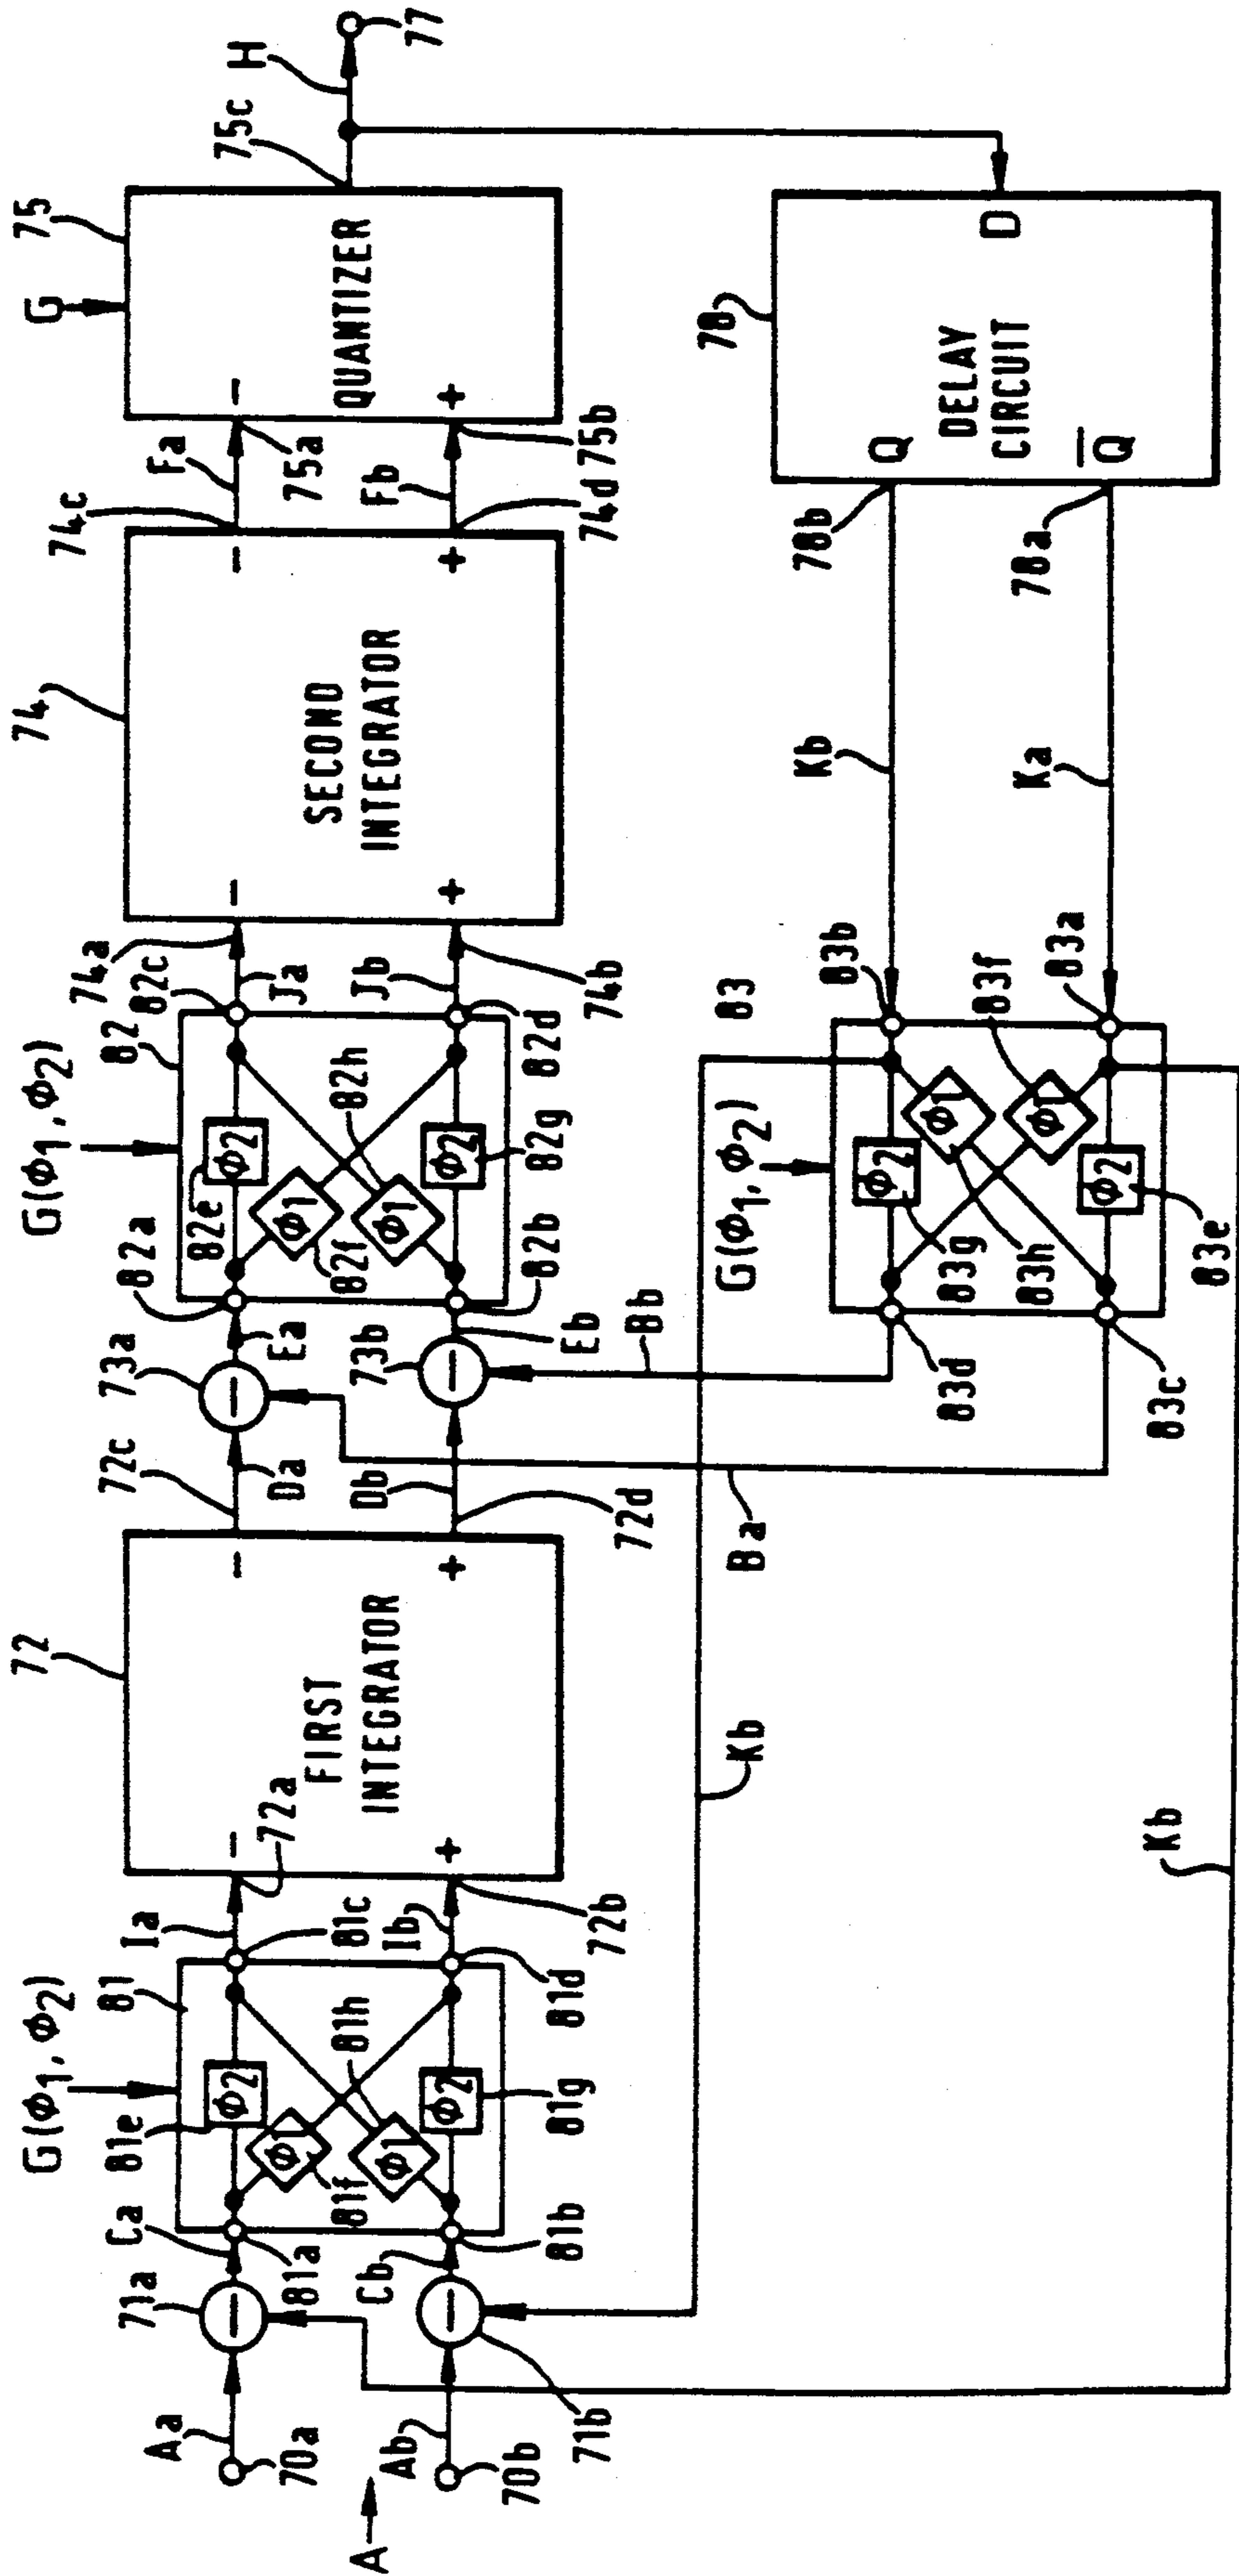 A
Aa
70a
Ab
70b
71a
71b
Ca
Cb
81a
81b
G(Φ1, Φ2)
81
81e
Φ2
Φ1
81f
Φ1
81h
Φ2
81g
81c
81d
Ia
Ib
72a
72b
72
-
+
FIRST
INTEGRATOR
-
+
72c
72d
Da
Db
73a
73b
Ea
Eb
82a
82b
G(Φ1, Φ2)
82
82e
Φ2
Φ1
82f
Φ1
82h
Φ2
82g
82c
82d
Ja
Jb
74a
74b
74
-
+
SECOND
INTEGRATOR
-
+
74c
74d
Fa
Fb
75a
75b
G
75
-
+
QUANTIZER
75c
H
77
Kb
Kb
Ba
Bb
G(Φ1, Φ2)
83
83d
83c
83g
Φ2
83h
Φ1
Φ1
83f
Φ2
83e
83b
83a
Kb
Ka
78b
78a
78
Q
Q̅
DELAY
CIRCUIT
D